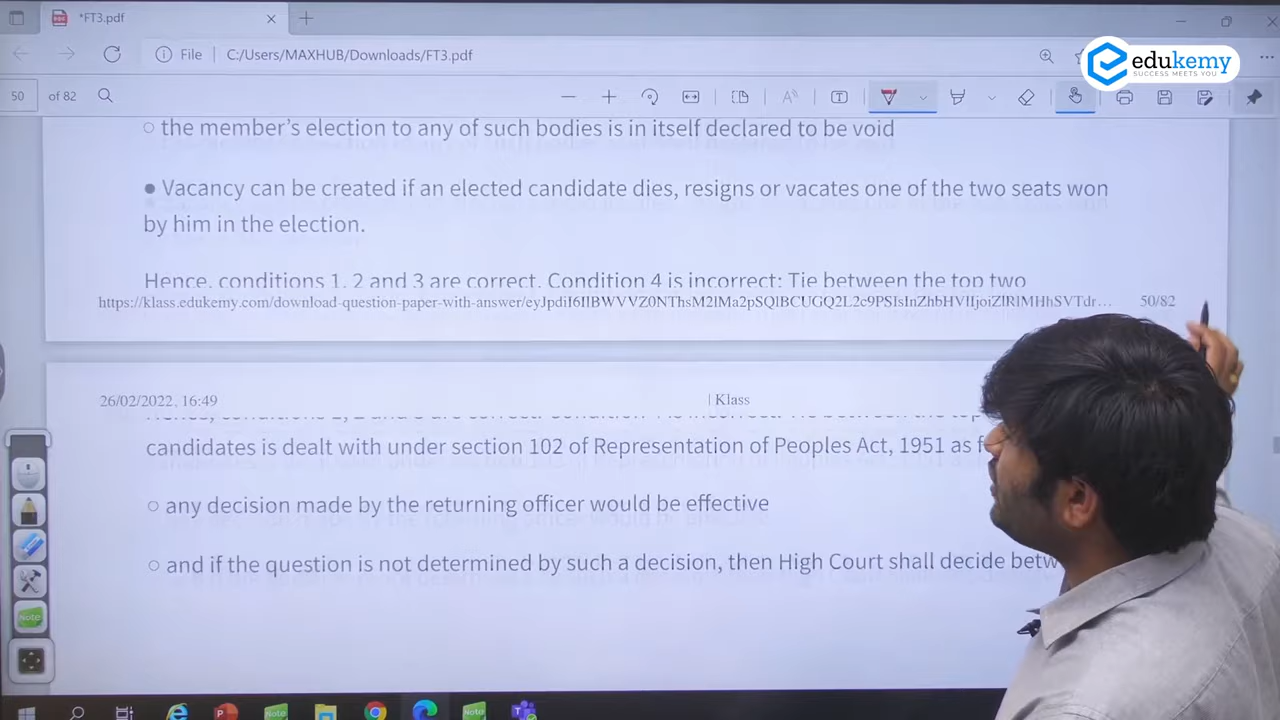 *FT3.pdf
File
C:/Users/MAXHUB/Downloads/FT3.pdf
edukemy
SUCCESS MEETS YOU
50
of 82
the member's election to any of such bodies is in itself declared to be void
Vacancy can be created if an elected candidate dies, resigns or vacates one of the two seats won
by him in the election.
Hence, conditions 1, 2 and 3 are correct. Condition 4 is incorrect: Tie between the top two
50/82
26/02/2022, 16:49
| Klass
candidates is dealt with under section 102 of Representation of Peoples Act, 1951 as
any decision made by the returning officer would be effective
and if the question is not determined by such a decision, then High Court shall decide
Note